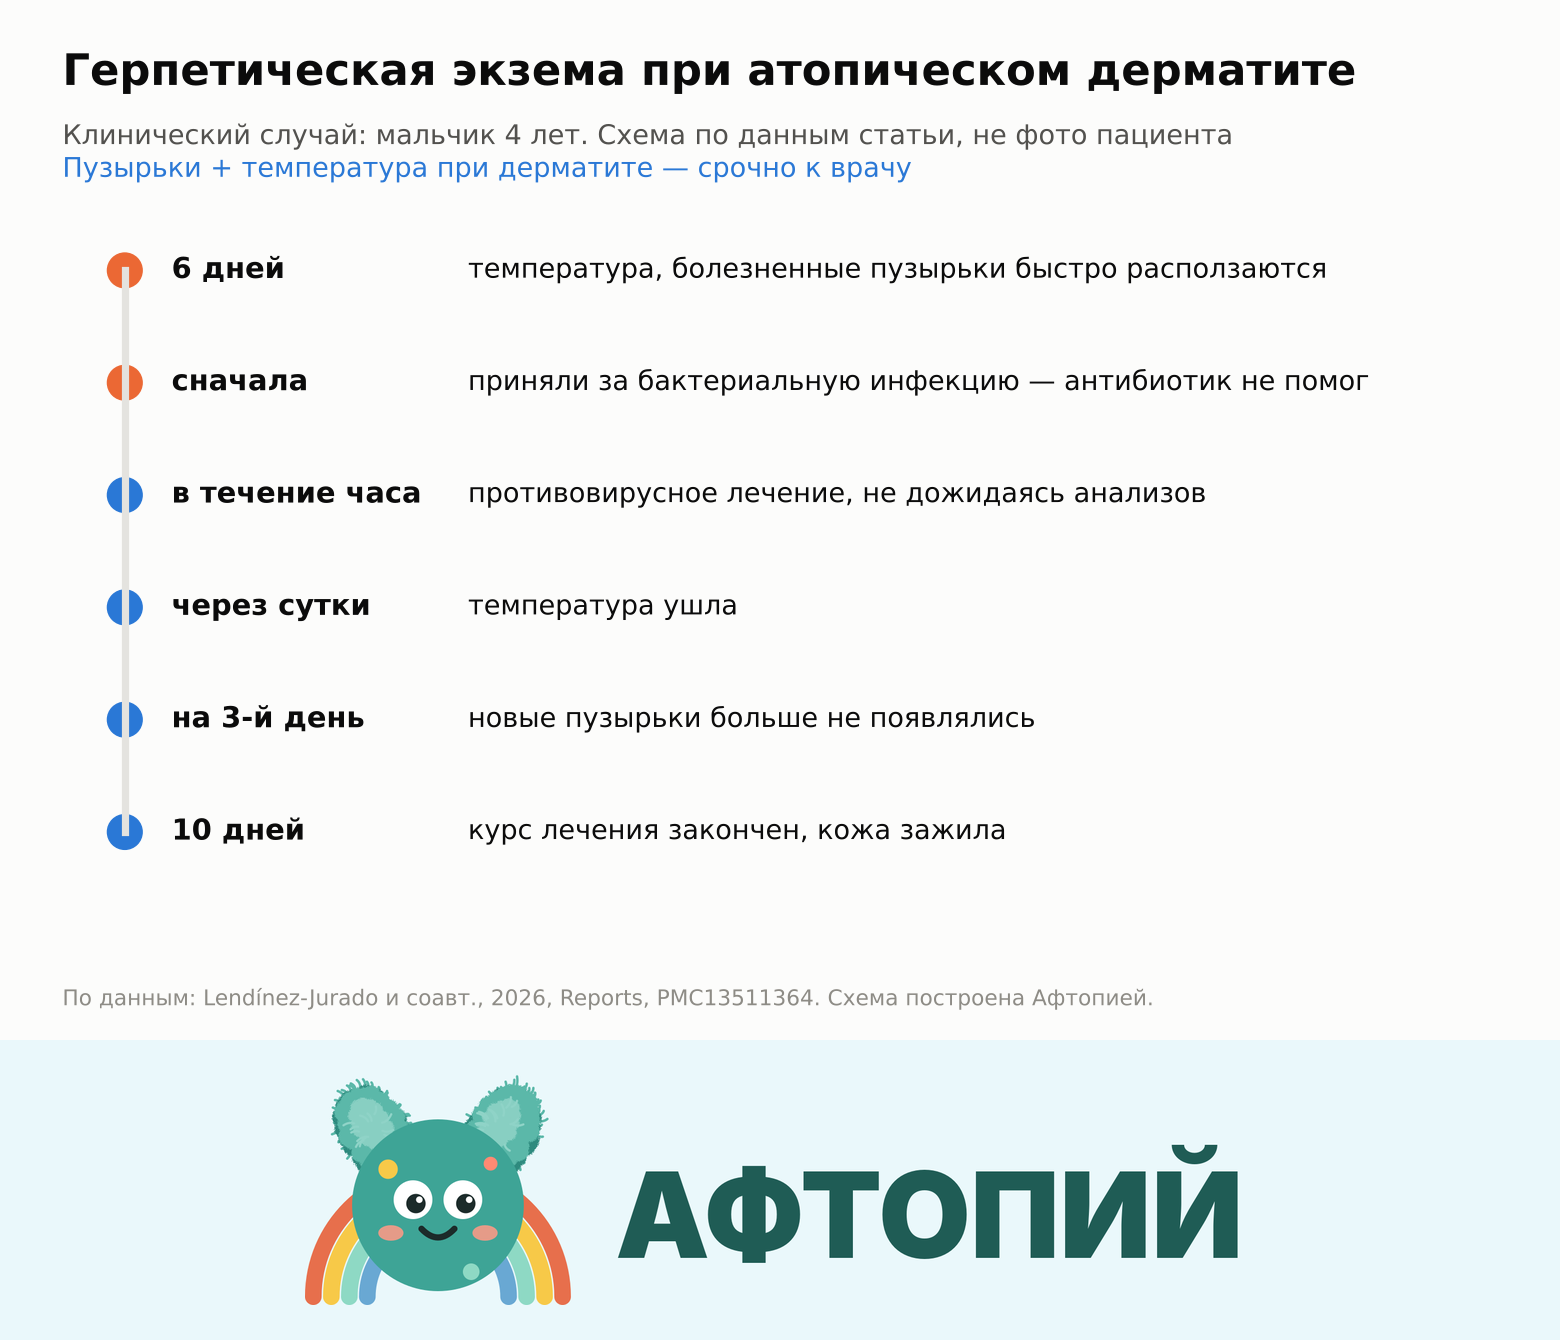 Герпетическая экзема при атопическом дерматите
Клинический случай: мальчик 4 лет. Схема по данным статьи, не фото пациента
Пузырьки + температура при дерматите — срочно к врачу
6 дней температура, болезненные пузырьки быстро расползаются
сначала приняли за бактериальную инфекцию — антибиотик не помог
в течение часа противовирусное лечение, не дожидаясь анализов
через сутки температура ушла
на 3-й день новые пузырьки больше не появлялись
10 дней курс лечения закончен, кожа зажила
По данным: Lendínez-Jurado и соавт., 2026, Reports, PMC13511364. Схема построена Афтопией.
АФТОПИЙ